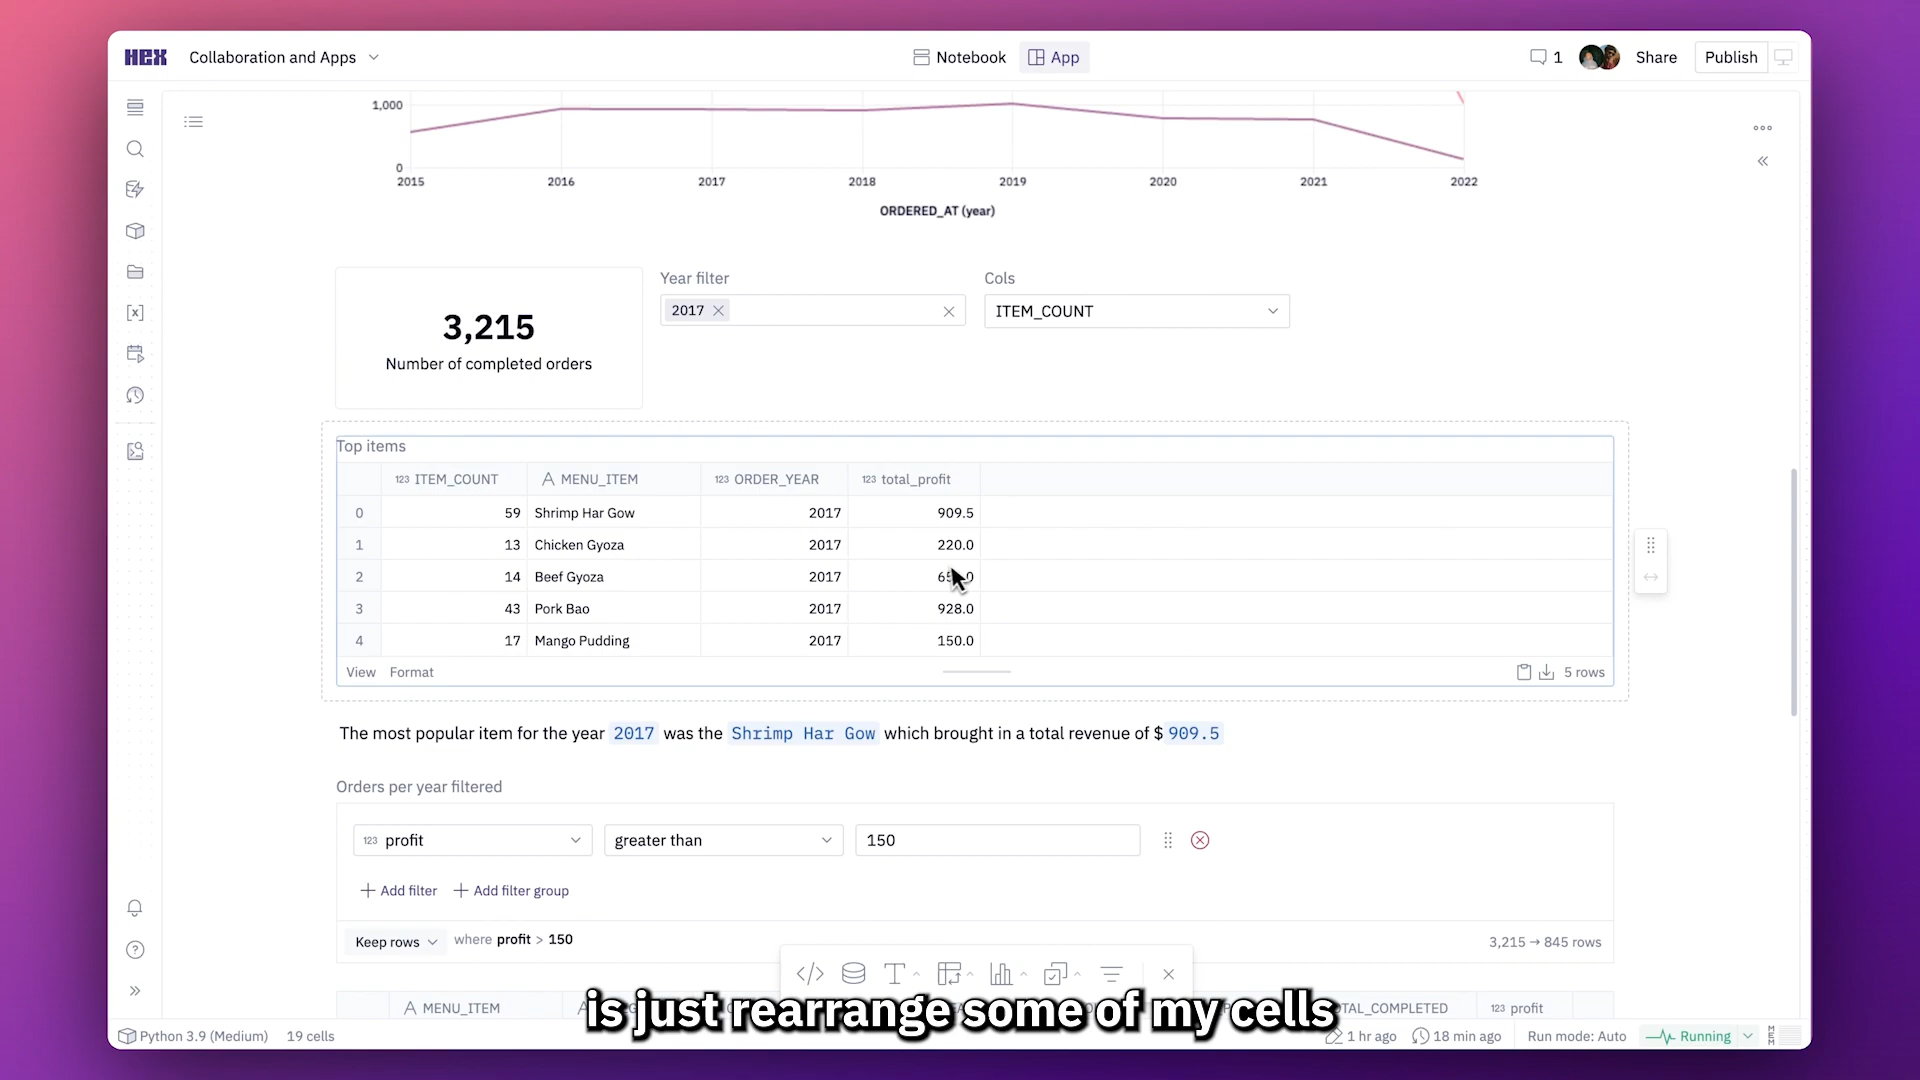 HEX Collaboration and Apps
Notebook App
1 Share Publish
1,000
0
2015 2016 2017 2018 2019 2020 2021 2022
ORDERED_AT (year)
3,215
Number of completed orders
Year filter
2017
Cols
ITEM_COUNT
Top items
123 ITEM_COUNT MENU_ITEM 123 ORDER_YEAR 123 total_profit
0 59 Shrimp Har Gow 2017 909.5
1 13 Chicken Gyoza 2017 220.0
2 14 Beef Gyoza 2017
3 43 Pork Bao 2017 928.0
4 17 Mango Pudding 2017 150.0
View Format 5 rows
The most popular item for the year 2017 was the Shrimp Har Gow which brought in a total revenue of $ 909.5
Orders per year filtered
123 profit greater than 150
Add filter Add filter group
Keep rows where profit > 150 3,215 → 845 rows
A MENU_ITEM TAL_COMPLETED 123 profit
is just rearrange some of my cells
Python 3.9 (Medium) 19 cells 1 hr ago 18 min ago Run mode: Auto Running MEM